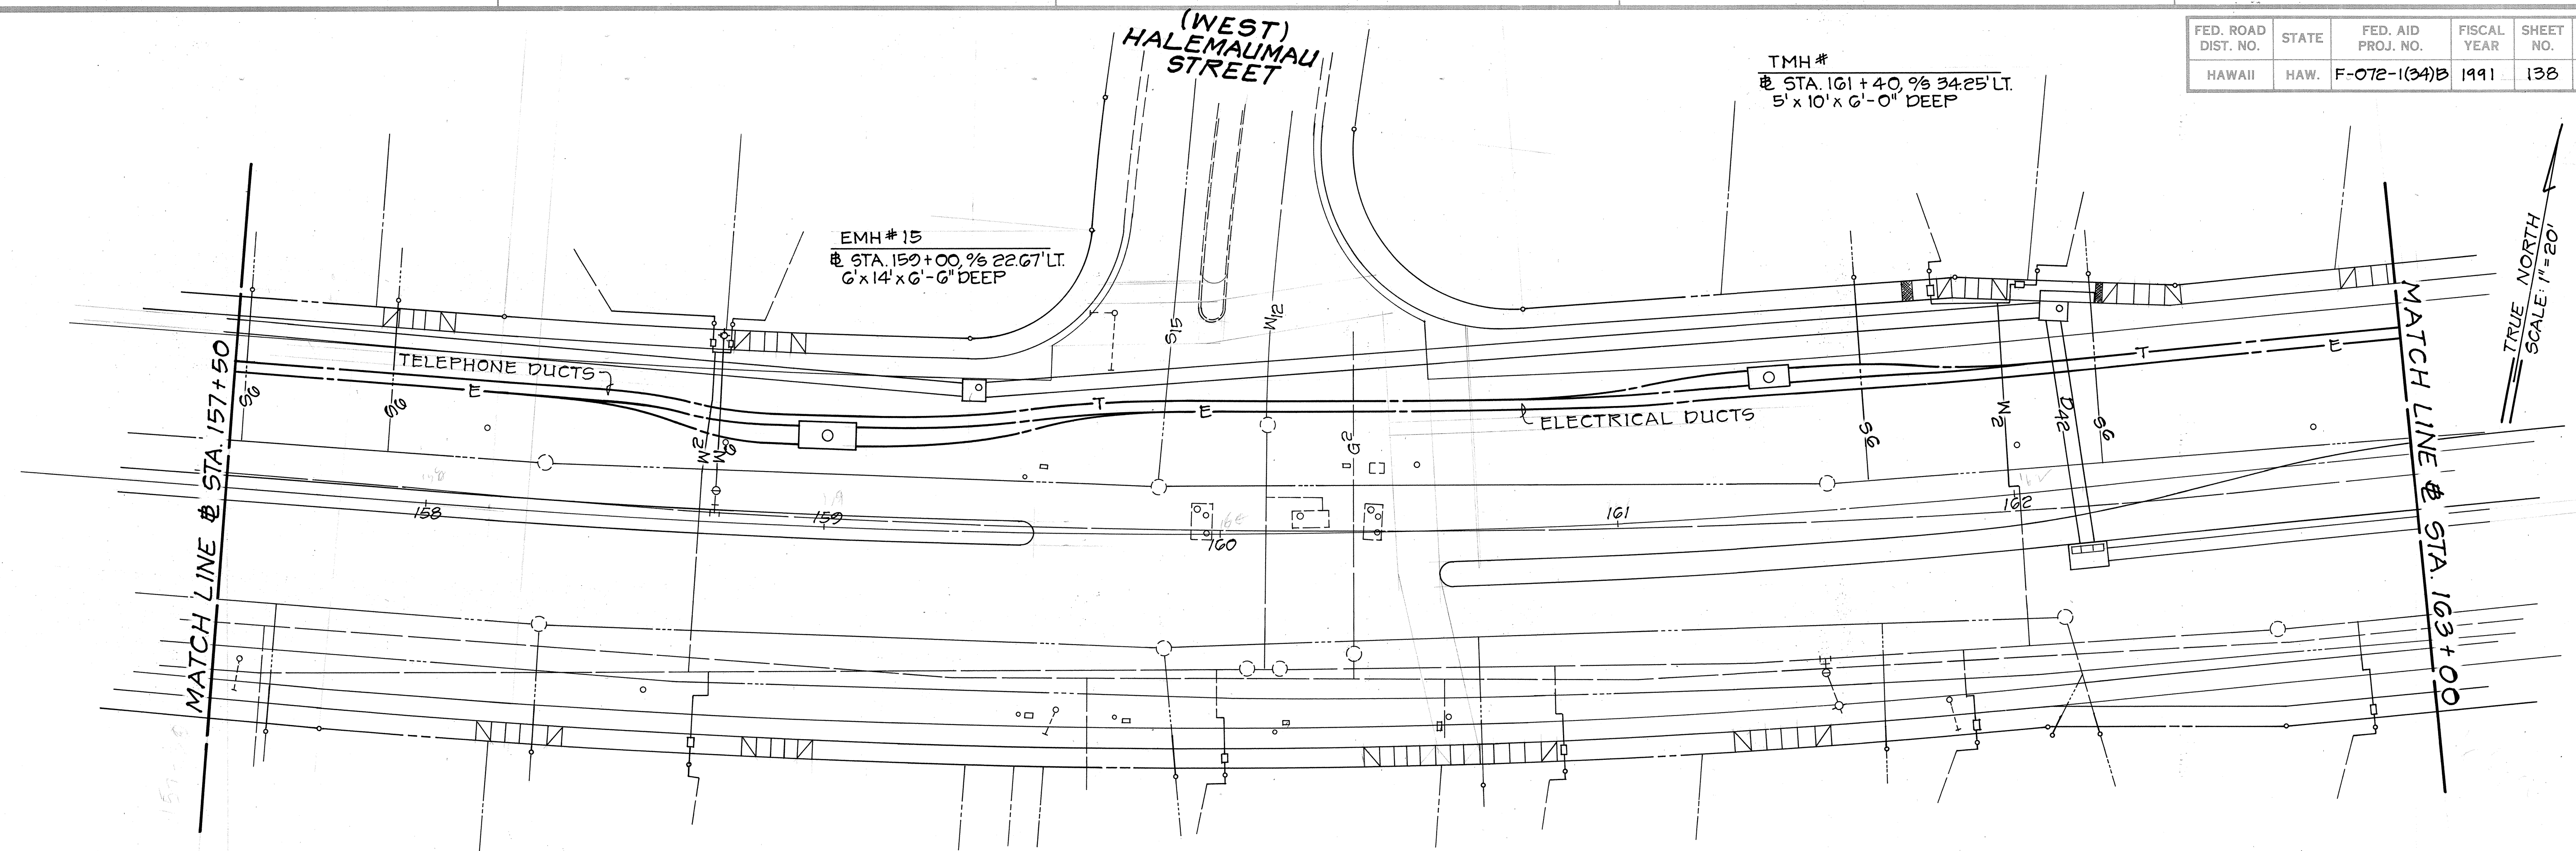 (WEST)
HALEMAUMAU
STREET
FED. ROAD DIST. NO.
STATE
FED. AID PROJ. NO.
FISCAL YEAR
SHEET NO.
HAWAII
HAW.
F-072-1(34)B
1991
138
TMH #
℄ STA. 161 + 40, O/S 34.25' LT.
5' x 10' x 6'-0" DEEP
EMH # 15
℄ STA. 159 + 00, O/S 22.67' LT.
6' x 14' x 6'-6" DEEP
TRUE NORTH
SCALE: 1" = 20'
MATCH LINE ℄ STA. 157+50
MATCH LINE ℄ STA. 163+00
TELEPHONE DUCTS
ELECTRICAL DUCTS
S6
S6
E
T
E
T
E
W2
W8
S15
W12
G2
S6
W2
D42
S6
158
159
160
161
162